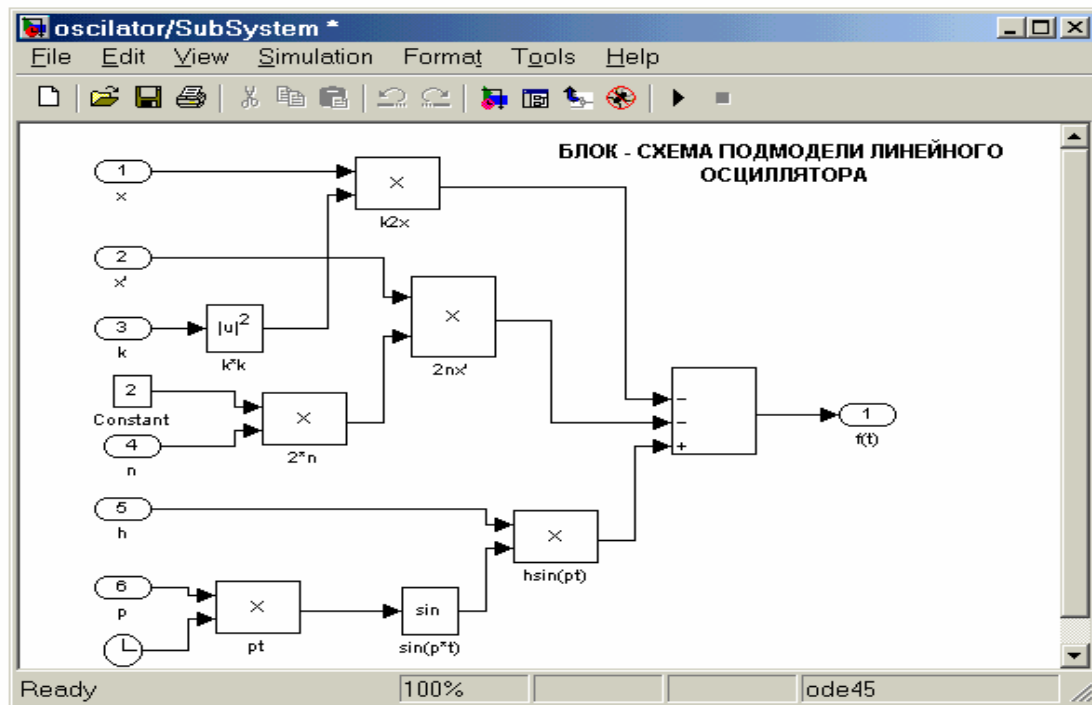 oscilator/SubSystem *
File Edit View Simulation Format Tools Help
БЛОК - СХЕМА ПОДМОДЕЛИ ЛИНЕЙНОГО
ОСЦИЛЛЯТОРА
1
x
×
k2x
2
x'
×
2nx'
3
k
|u|2
k*k
2
Constant
4
n
×
2*n
−
−
+
1
f(t)
5
h
×
hsin(pt)
6
p
×
pt
sin
sin(p*t)
Ready 100% ode45